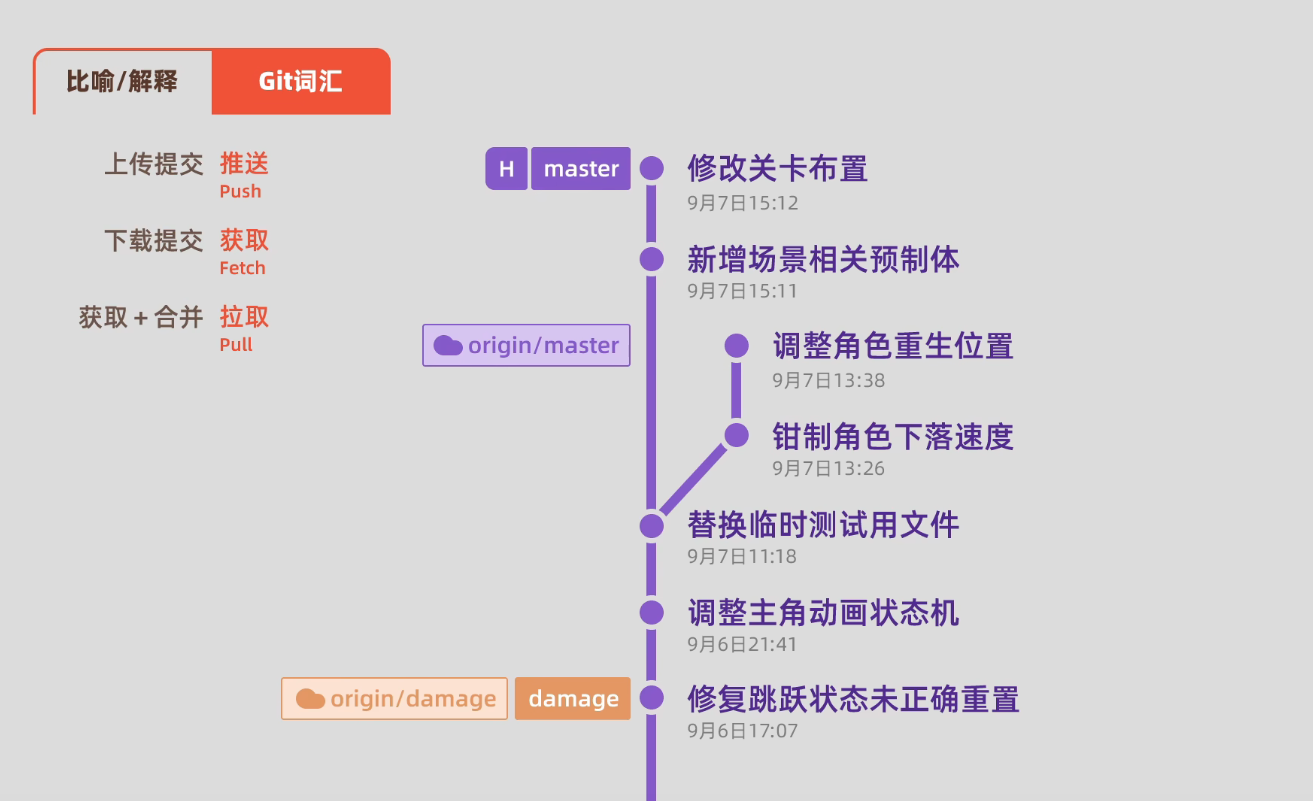 比喻/解释 Git词汇
上传提交 推送
Push
下载提交 获取
Fetch
获取+合并 拉取
Pull
H master 修改关卡布置
9月7日15:12
新增场景相关预制体
9月7日15:11
origin/master 调整角色重生位置
9月7日13:38
钳制角色下落速度
9月7日13:26
替换临时测试用文件
9月7日11:18
调整主角动画状态机
9月6日21:41
origin/damage damage 修复跳跃状态未正确重置
9月6日17:07